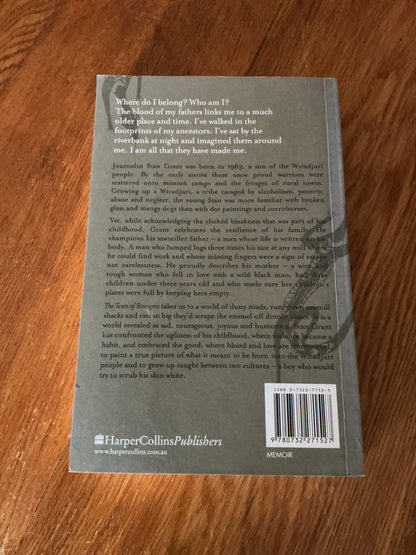 Where do I belong? Who am I?
The blood of my fathers links me to a much
older place and time. I've walked in the
footprints of my ancestors: I've sat by the
riverbank at night and imagined them around
me. I am all that they have made me.
Journalist Stan Grant was born in 1963, a son of the Wiradjuri
people. By the early sixties these once proud warriors were
scattered onto mission camps and the fringes of rural towns.
Growing up a Wiradjuri, a tribe ravaged by alcoholism, poverty,
abuse and neglect, the young Stan was more familiar with broken
glass and mangy dogs than with dot paintings and corroborees.
Yet, while acknowledging the clichéd bleakness that was part of his
childhood, Grant celebrates the resilience of his family. He
champions his sawmiller father – a man whose life is written on his
body. A man who humped logs three times his size at any mill where
he could find work and whose missing fingers were a sign of escape
not carelessness. He proudly describes his mother – a wild and
tough woman who fell in love with a wild black man, had three
children under three years old and who made sure her children's
plates were full by keeping hers empty.
The Tears of Strangers takes us to a world of dusty roads, run-down sawmill
shacks and rats so big they'd scrape the enamel off dinner plates. It is a
world revealed as sad, courageous, joyous and humorous. Stan Grant
has confronted the ugliness of his childhood, where violence became a
habit, and embraced the good, where blood and love are intertwined
to paint a true picture of what it meant to be born into the Wiradjuri
people and to grow up caught between two cultures – a boy who would
try to scrub his skin white.
ISBN 0-7322-7152-5
9 780732 271527
HarperCollinsPublishers
www.harpercollins.com.au
MEMOIR